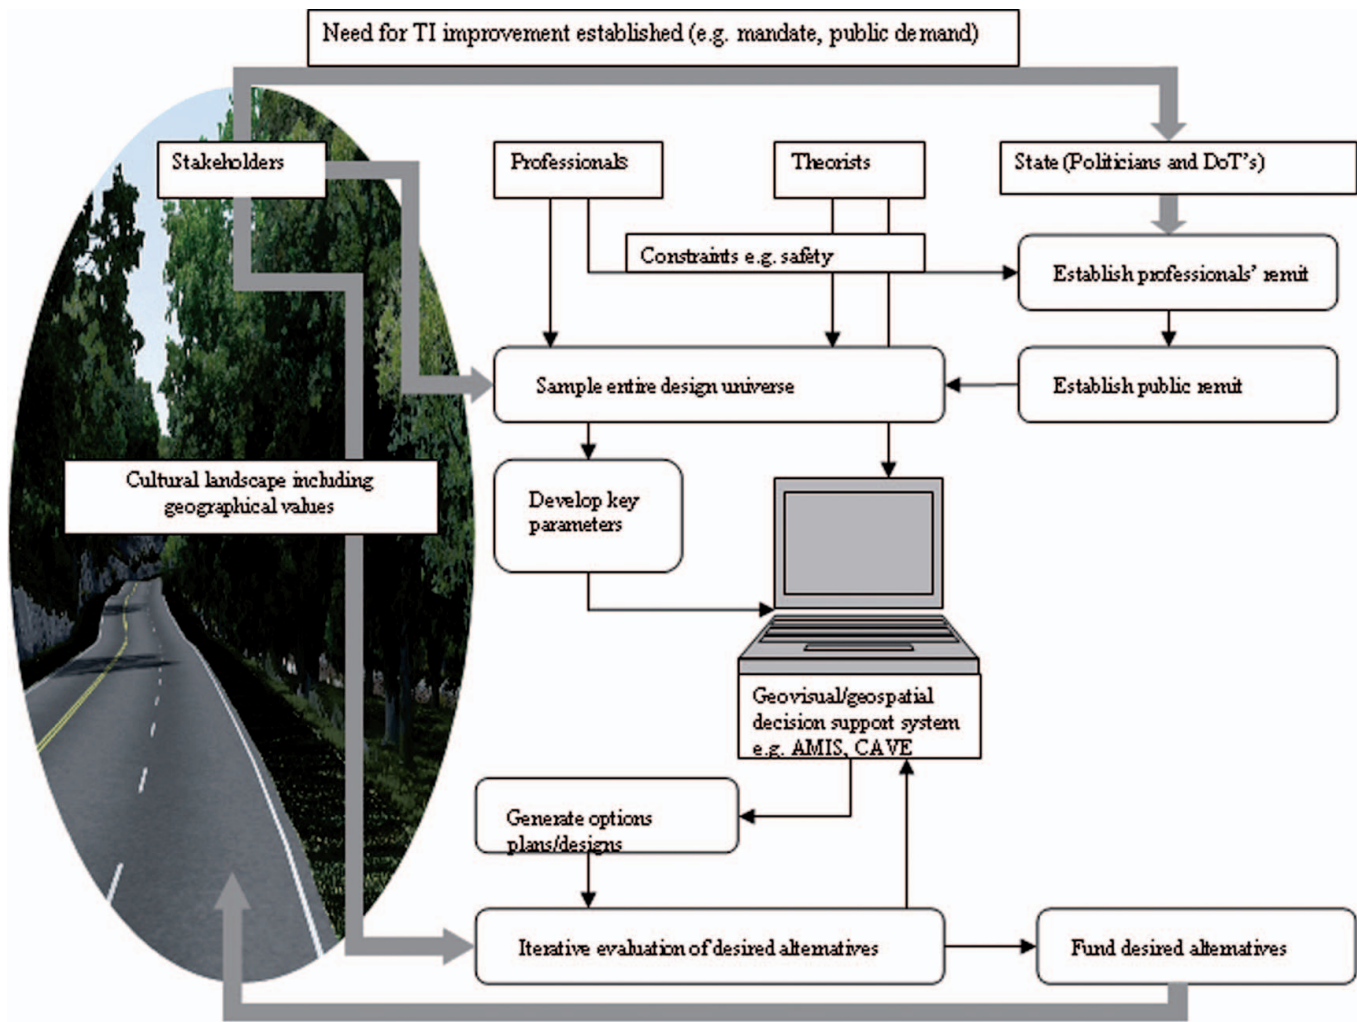 Need for TI improvement established (e.g. mandate, public demand)
Stakeholders
Professionals
Theorists
State (Politicians and DoT's)
Constraints e.g. safety
Establish professionals' remit
Sample entire design universe
Establish public remit
Cultural landscape including
geographical values
Develop key
parameters
Geovisual/geospatial
decision support system
e.g. AMIS, CAVE
Generate options
plans/designs
Iterative evaluation of desired alternatives
Fund desired alternatives